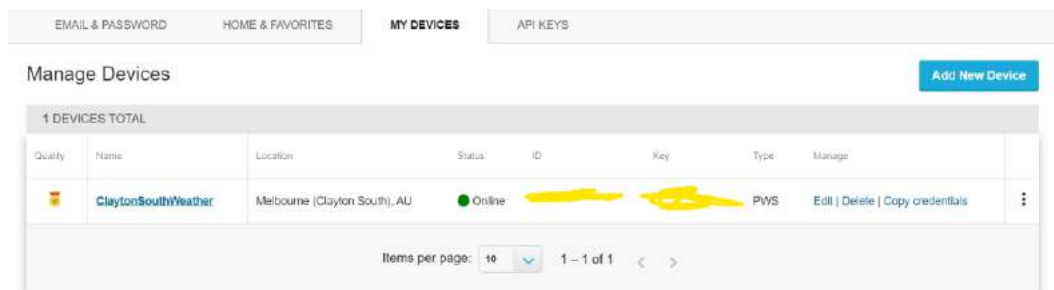 EMAIL & PASSWORD HOME & FAVORITES MY DEVICES API KEYS
Manage Devices Add New Device
1 DEVICES TOTAL
Quality Name Location Status ID Key Type Manage
ClaytonSouthWeather Melbourne (Clayton South), AU Online PWS Edit | Delete | Copy credentials
Items per page: 10 1 – 1 of 1